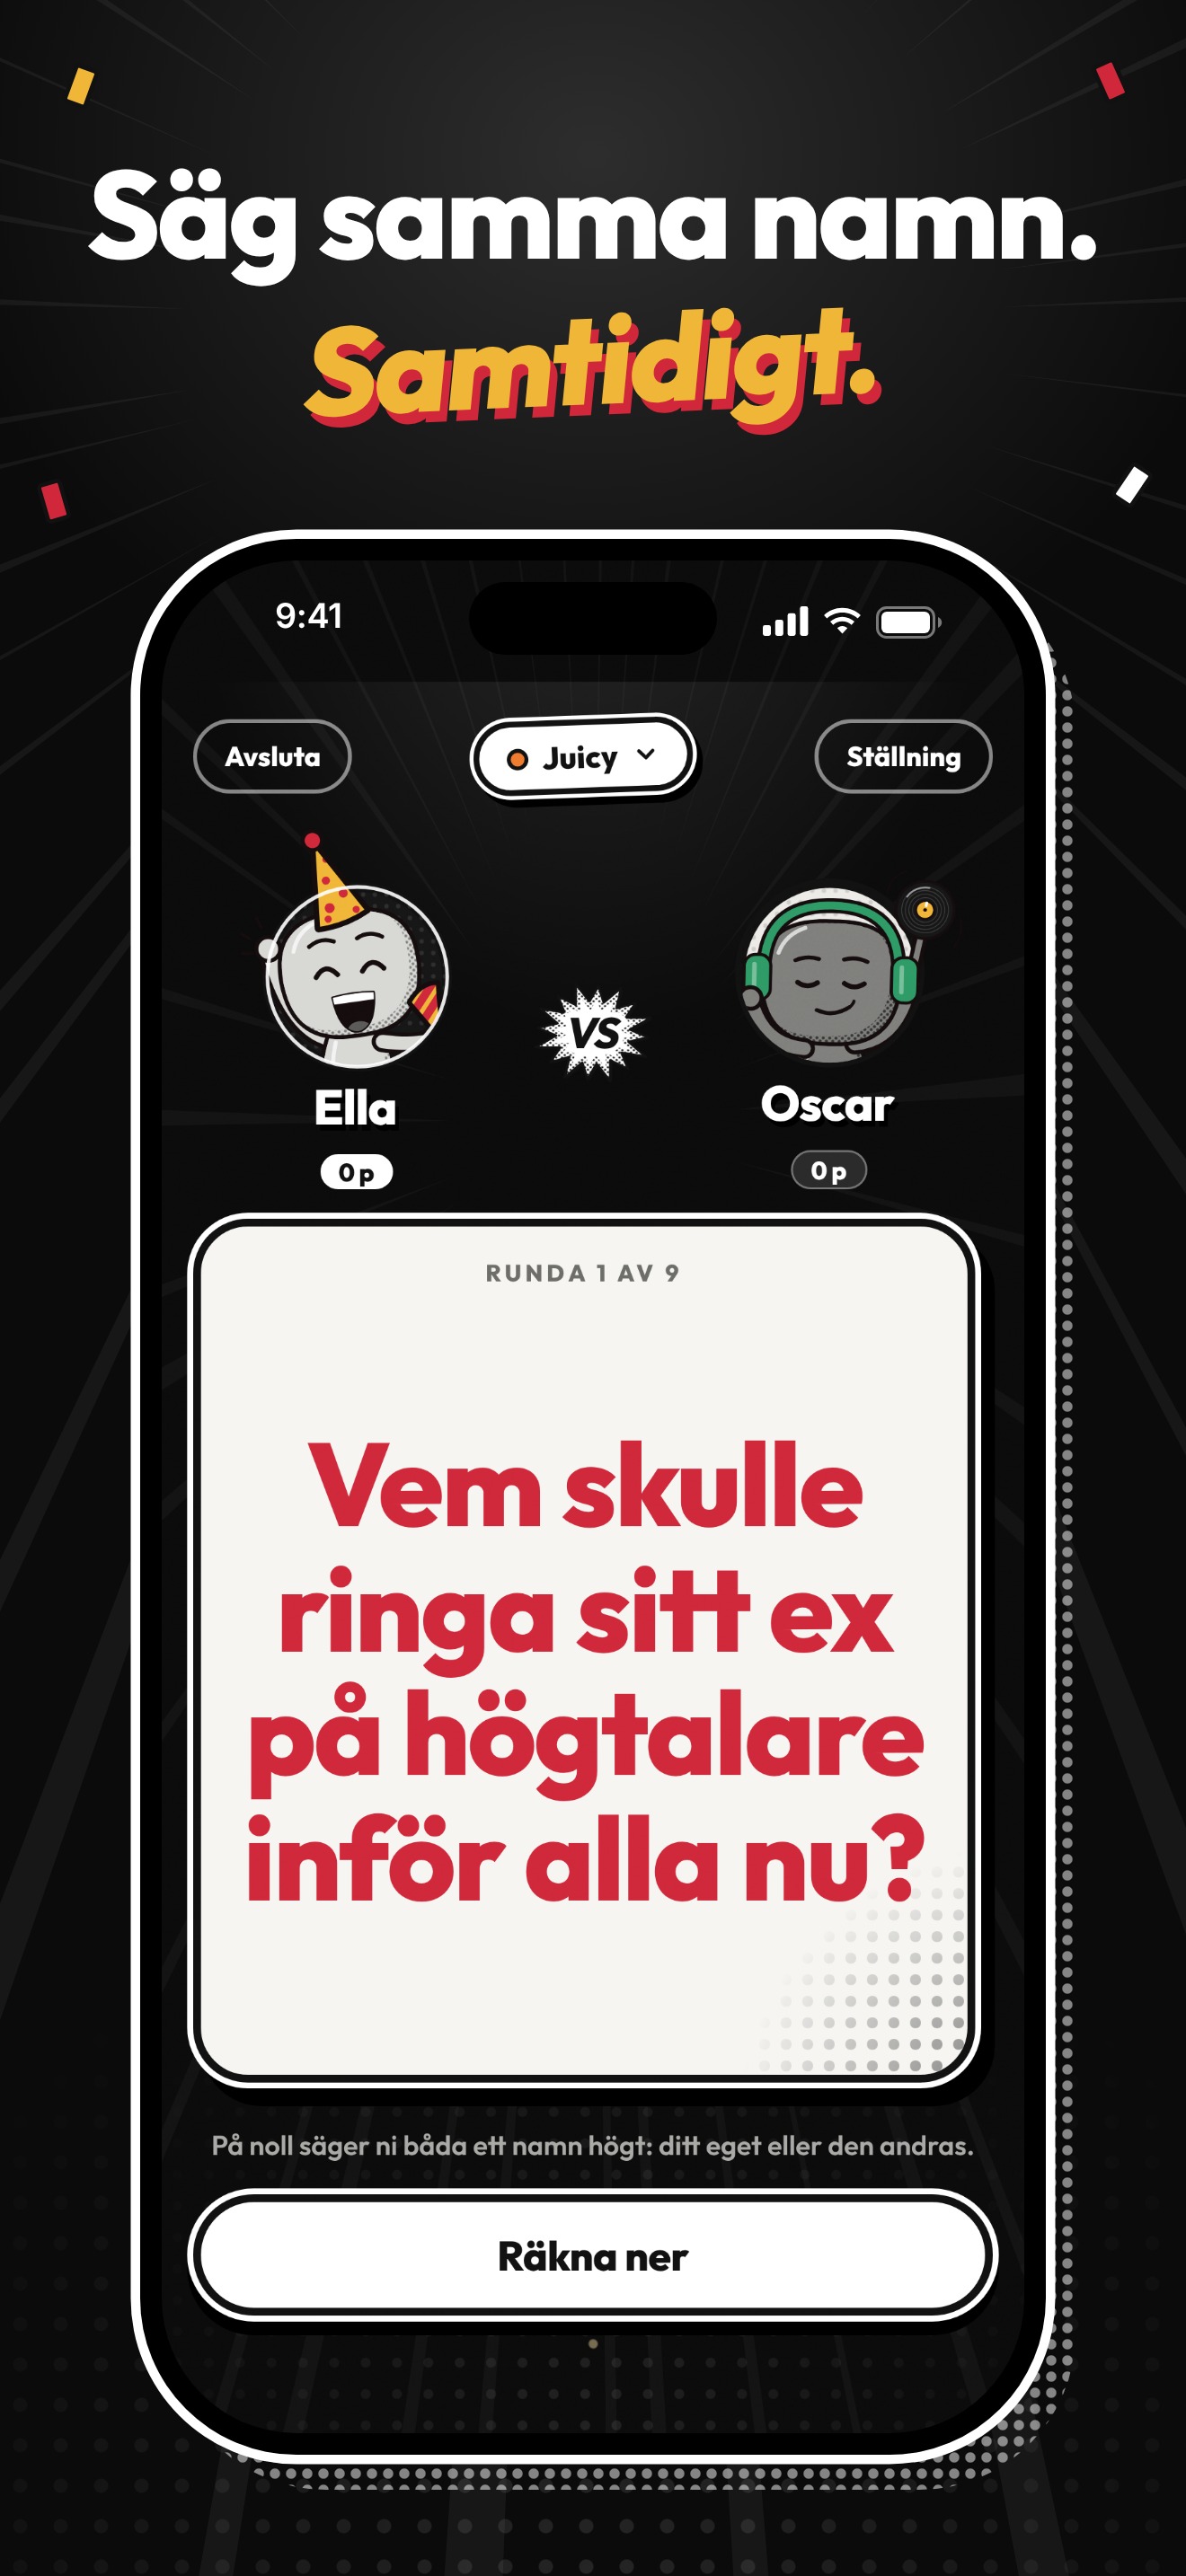 Säg samma namn.
Samtidigt.
9:41
Avsluta
Juicy
Ställning
VS
Ella
Oscar
0 p
0 p
RUNDA 1 AV 9
Vem skulle
ringa sitt ex
på högtalare
inför alla nu?
På noll säger ni båda ett namn högt: ditt eget eller den andras.
Räkna ner